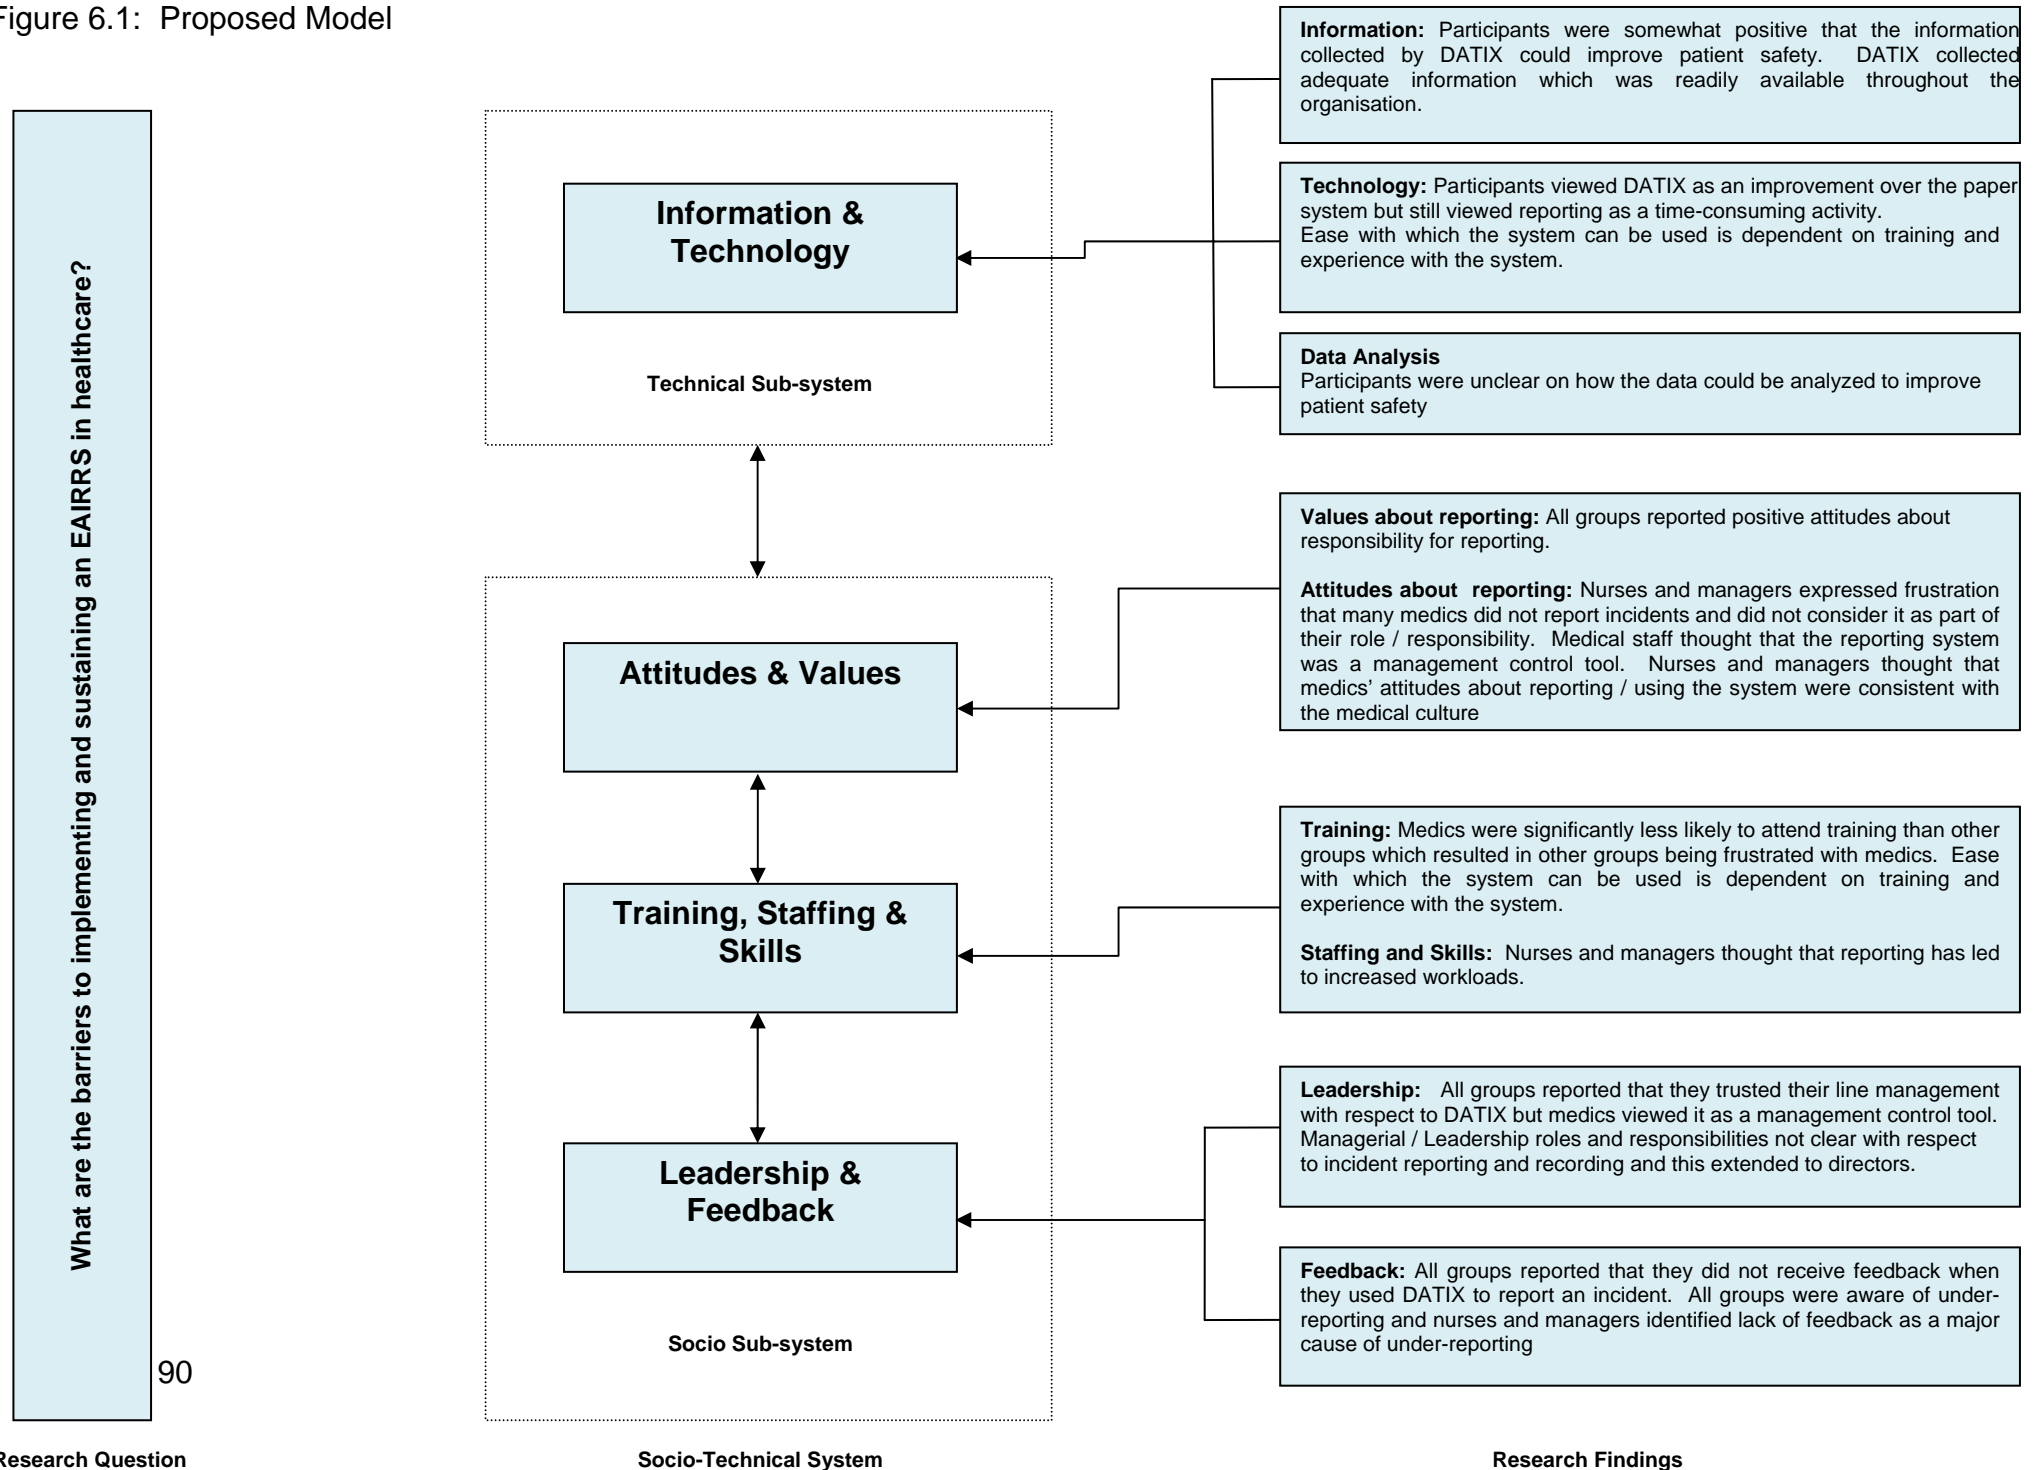 Figure 6.1: Proposed Model
What are the barriers to implementing and sustaining an EAIRRS in healthcare?
90
Research Question
Information &
Technology
Technical Sub-system
Attitudes & Values
Training, Staffing &
Skills
Leadership &
Feedback
Socio Sub-system
Socio-Technical System
Information: Participants were somewhat positive that the information
collected by DATIX could improve patient safety. DATIX collected
adequate information which was readily available throughout the
organisation.
Technology: Participants viewed DATIX as an improvement over the paper
system but still viewed reporting as a time-consuming activity.
Ease with which the system can be used is dependent on training and
experience with the system.
Data Analysis
Participants were unclear on how the data could be analyzed to improve
patient safety
Values about reporting: All groups reported positive attitudes about
responsibility for reporting.
Attitudes about reporting: Nurses and managers expressed frustration
that many medics did not report incidents and did not consider it as part of
their role / responsibility. Medical staff thought that the reporting system
was a management control tool. Nurses and managers thought that
medics’ attitudes about reporting / using the system were consistent with
the medical culture
Training: Medics were significantly less likely to attend training than other
groups which resulted in other groups being frustrated with medics. Ease
with which the system can be used is dependent on training and
experience with the system.
Staffing and Skills: Nurses and managers thought that reporting has led
to increased workloads.
Leadership: All groups reported that they trusted their line management
with respect to DATIX but medics viewed it as a management control tool.
Managerial / Leadership roles and responsibilities not clear with respect
to incident reporting and recording and this extended to directors.
Feedback: All groups reported that they did not receive feedback when
they used DATIX to report an incident. All groups were aware of under-
reporting and nurses and managers identified lack of feedback as a major
cause of under-reporting
Research Findings